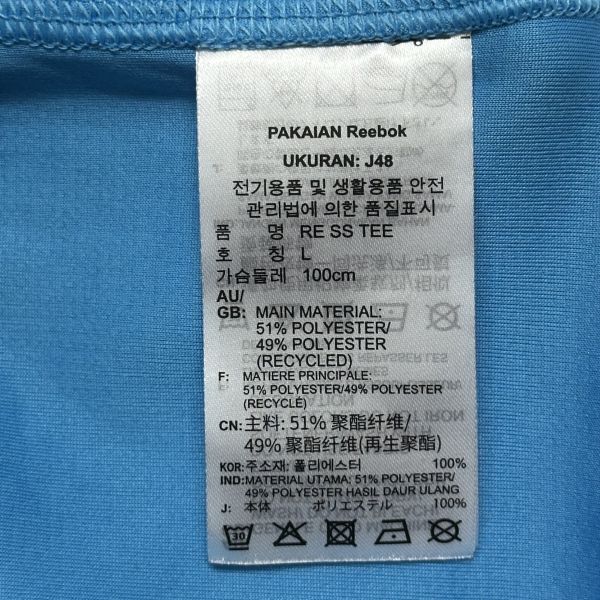 PAKAIAN Reebok
UKURAN: J48
전기용품 및 생활용품 안전
관리법에 의한 품질표시
품 명 RE SS TEE
호 칭 L
가슴둘레 100cm
AU/
GB: MAIN MATERIAL:
51% POLYESTER/
49% POLYESTER
(RECYCLED)
F: MATIERE PRINCIPALE:
51% POLYESTER/49% POLYESTER
(RECYCLÉ)
CN: 主料: 51% 聚酯纤维/
49% 聚酯纤维(再生聚酯)
KOR: 주소재: 폴리에스터 100%
IND: MATERIAL UTAMA: 51% POLYESTER/
49% POLYESTER HASIL DAUR ULANG
J: 本体 ポリエステル 100%
30